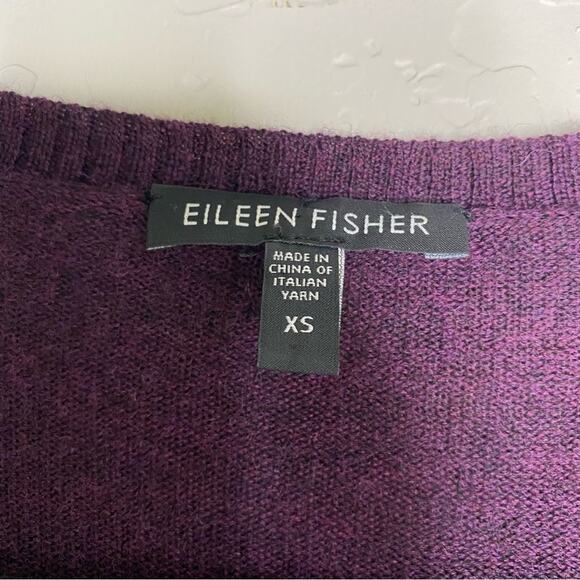 EILEEN FISHER
MADE IN
CHINA OF
ITALIAN
YARN
XS